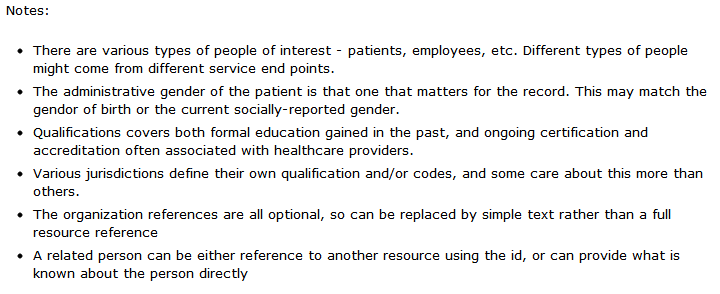 Notes:
There are various types of people of interest - patients, employees, etc. Different types of people
might come from different service end points.
The administrative gender of the patient is that one that matters for the record. This may match the
gendor of birth or the current socially-reported gender.
Qualifications covers both formal education gained in the past, and ongoing certification and
accreditation often associated with healthcare providers.
Various jurisdictions define their own qualification and/or codes, and some care about this more than
others.
The organization references are all optional, so can be replaced by simple text rather than a full
resource reference
A related person can be either reference to another resource using the id, or can provide what is
known about the person directly